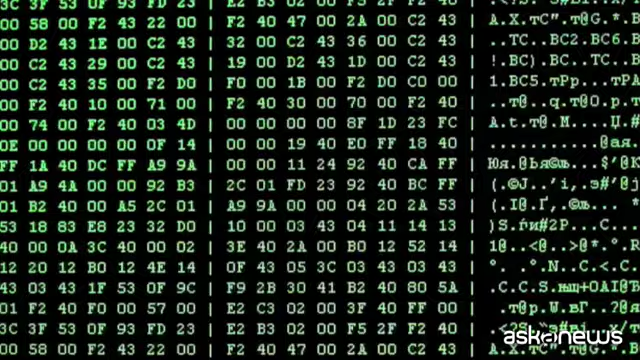 3C 3F 53 0F 93 FD 23 | E2 B3 02 00 F5 2F F2 40 |
00 58 00 F2 43 22 00 | F2 40 47 00 2A 00 C2 43 | A.X.тC".т@G.*.B
00 D2 43 1E 00 C2 43 | 32 00 C2 43 36 00 C2 43 | ..TC..BC2.BC6.B
00 C2 43 29 00 C2 43 | 19 00 D2 43 1D 00 C2 43 | !.BC).BC..TC..B
00 C2 43 35 00 F2 D0 | F0 00 1B 00 F2 D0 C0 00 | 1.BC5.тРр...тРА
00 F2 40 10 00 71 00 | F2 40 30 00 70 00 F2 40 | ..т@..q.т@0.p.т
00 74 00 F2 40 03 4D | 00 00 00 00 8F 1D 23 FC | A.t.т@.M....Џ.#
0E 00 00 00 00 0F 14 | 00 00 19 40 E0 FF 18 40 | ...........@ая.
FF 1A 40 DC FF A9 9A | 00 00 11 24 92 40 CA FF |
01 A9 4A 00 00 92 B3 | 2C 01 FD 23 92 40 BC FF |
01 B2 40 00 A5 2C 01 | A9 9A 00 00 04 20 2A 53 |
53 18 83 E8 23 32 D0 | 10 00 03 43 04 11 14 13 |
40 00 0A 3C 40 00 02 | 3E 40 2A 00 B0 12 52 14 |
12 20 12 B0 12 4E 14 | 0F 43 05 3C 03 43 03 43 |
43 03 43 1F 53 0F 9C | F9 2B 30 41 B2 40 80 5A |
01 F2 40 F0 00 57 00 | E2 C3 02 00 3F 40 FF 00 |
3C 3F 53 0F 93 FD 23 | E2 B3 02 00 F5 2F F2 40 |
00 58 00 F2 43 22 00 | F2 40 47 00 2A 00 C2 43 |
askanews